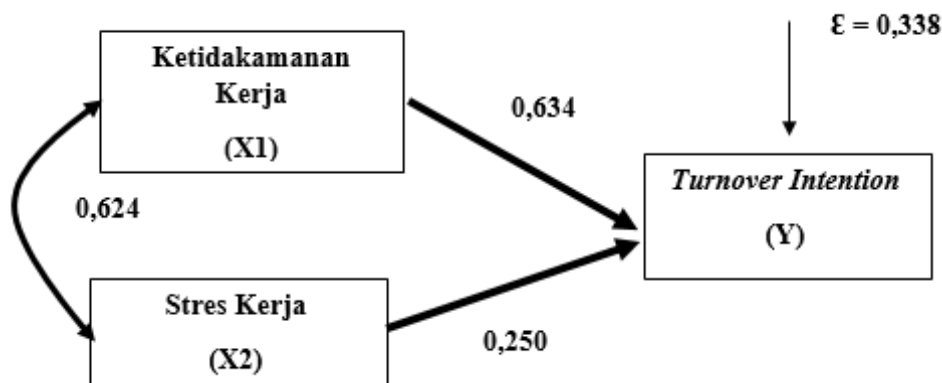 Ɛ = 0,338
Ketidakamanan
Kerja
(X1)
0,634
Turnover Intention
(Y)
0,624
Stres Kerja
(X2)
0,250